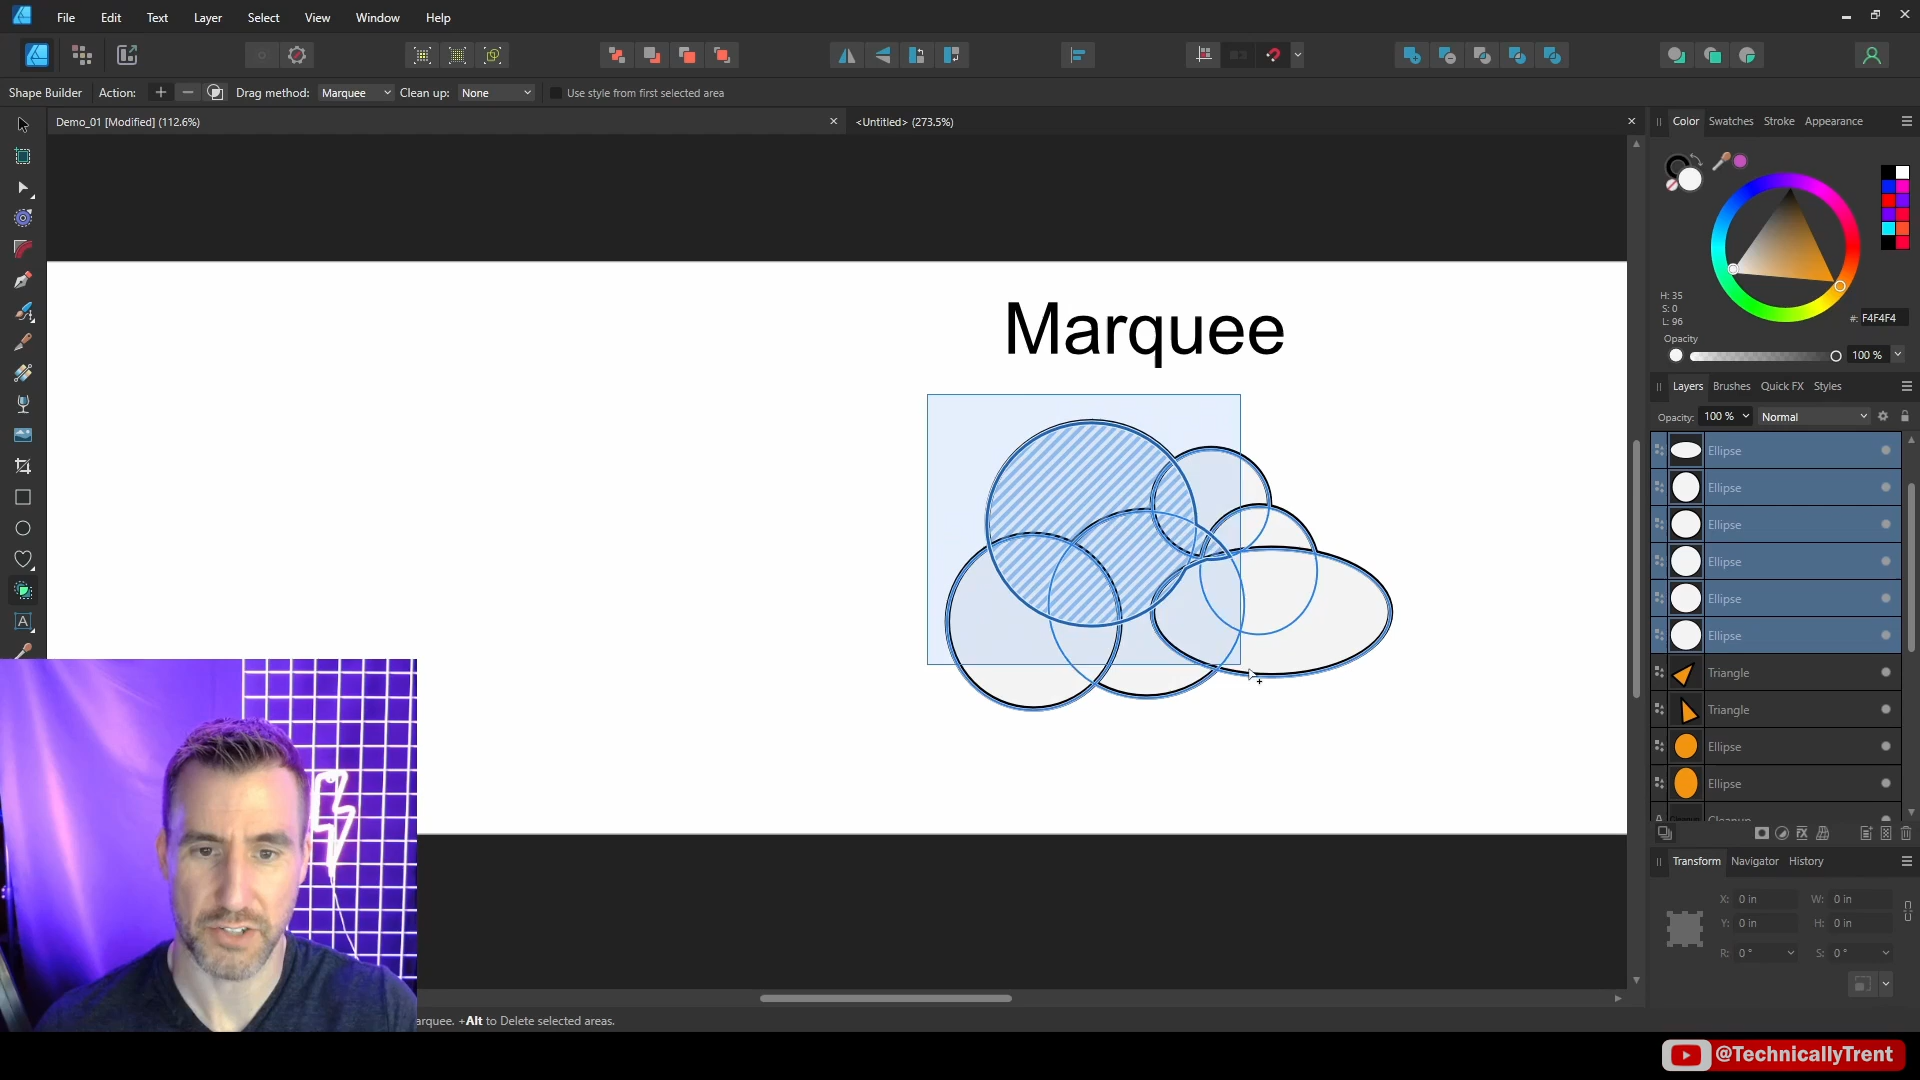 File Edit Text Layer Select View Window Help
Shape Builder Action: Drag method: Marquee Clean up: None Use style from first selected area
Demo_01 [Modified] (112.6%)
<Untitled> (273.5%)
Color Swatches Stroke Appearance
H: 35
S: 0
L: 96
#: F4F4F4
Opacity
100 %
Layers Brushes Quick FX Styles
Opacity: 100 % Normal
Marquee
Ellipse
Ellipse
Ellipse
Ellipse
Ellipse
Ellipse
Triangle
Triangle
Ellipse
Ellipse
Transform Navigator History
X: 0 in W: 0 in
Y: 0 in H: 0 in
R: 0 ° S: 0 °
arquee. +Alt to Delete selected areas.
@TechnicallyTrent